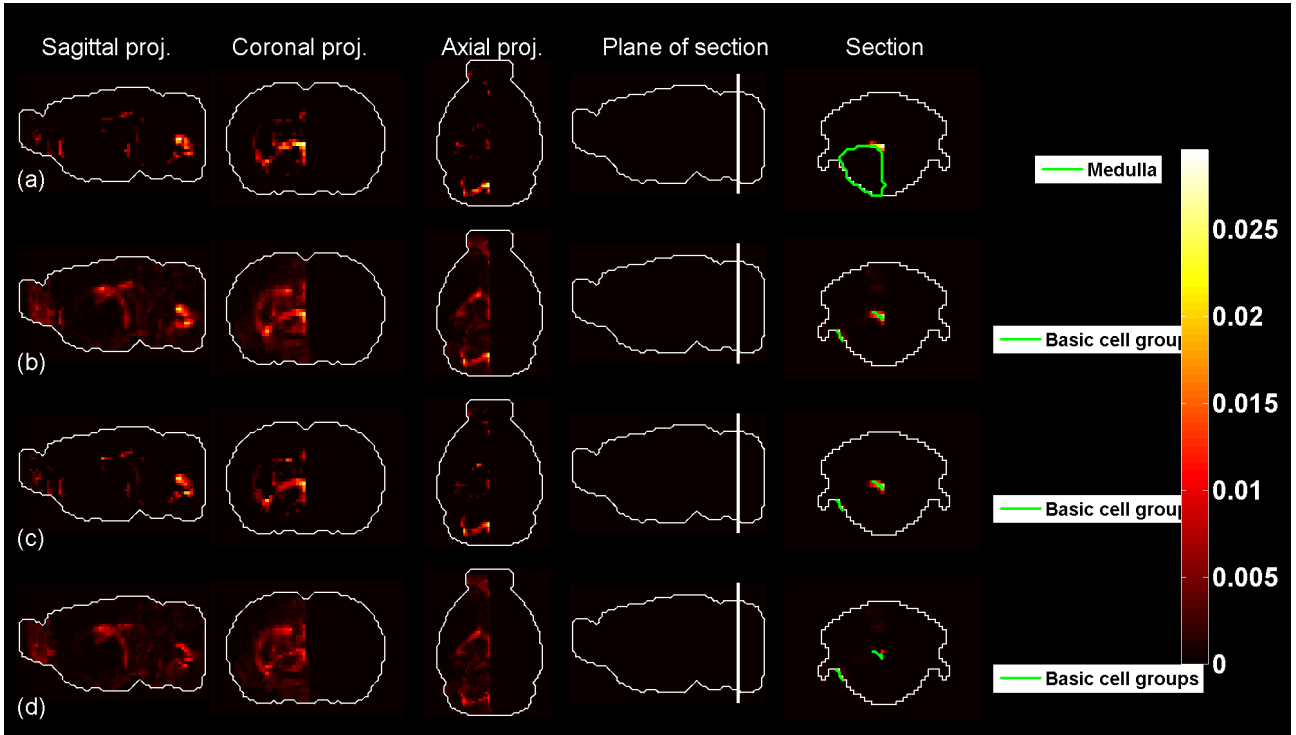 Sagittal proj. Coronal proj. Axial proj. Plane of section Section
(a)
Medulla
0.025
(b)
Basic cell group
0.02
0.015
(c)
Basic cell group
0.01
0.005
(d)
Basic cell groups
0